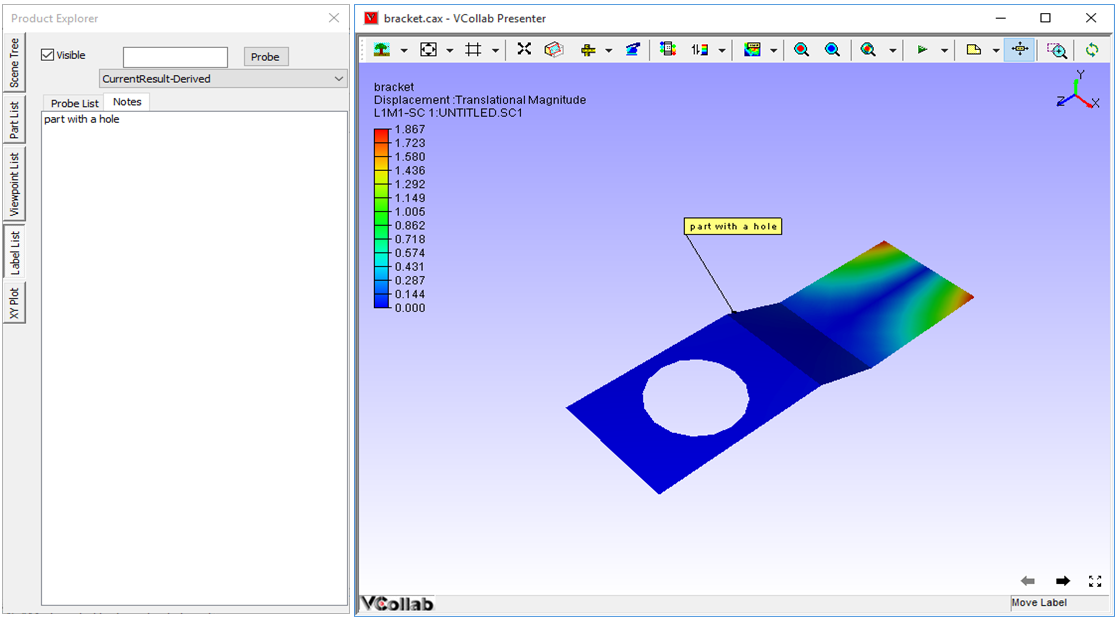 Product Explorer
Scene Tree
Part List
Viewpoint List
Label List
XY Plot
Visible
Probe
CurrentResult-Derived
Probe List
Notes
part with a hole
bracket.cax - VCollab Presenter
bracket
Displacement :Translational Magnitude
L1M1-SC 1:UNTITLED.SC1
1.867
1.723
1.580
1.436
1.292
1.149
1.005
0.862
0.718
0.574
0.431
0.287
0.144
0.000
Y
Z
X
part with a hole
VCollab
Move Label